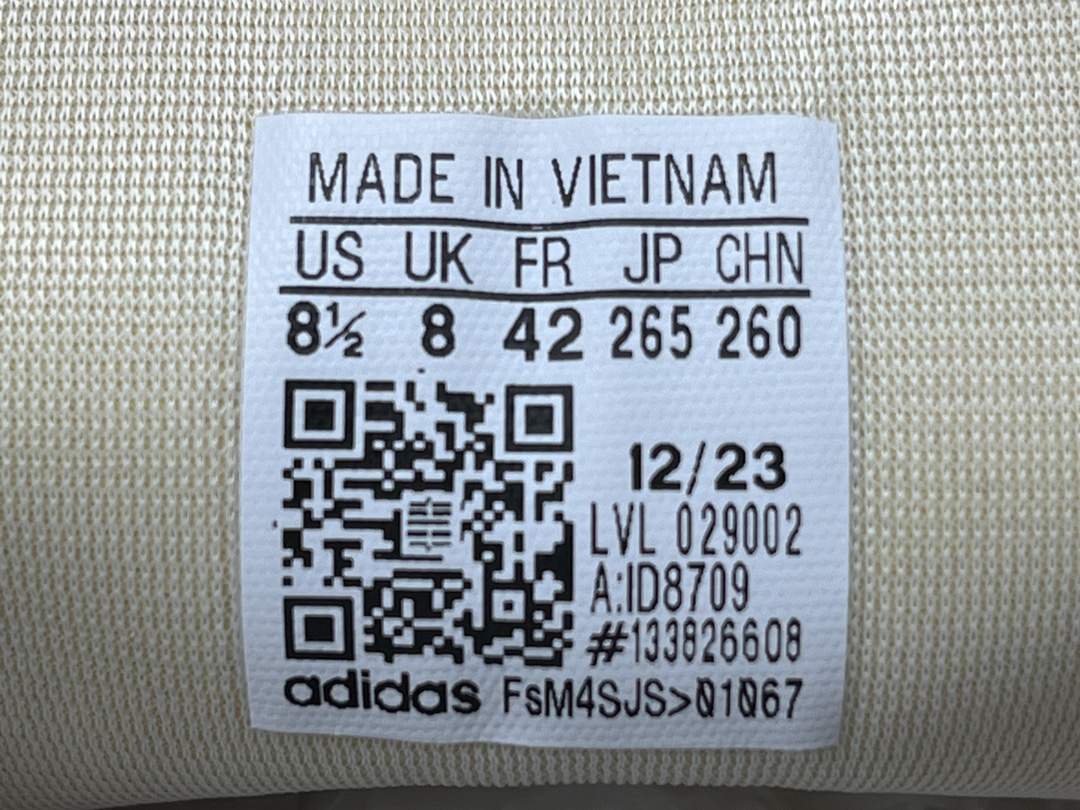 MADE IN VIETNAM
US UK FR JP CHN
8½ 8 42 265 260
12/23
LVL 029002
A:ID8709
#133826608
adidas FsM4SJS>01067